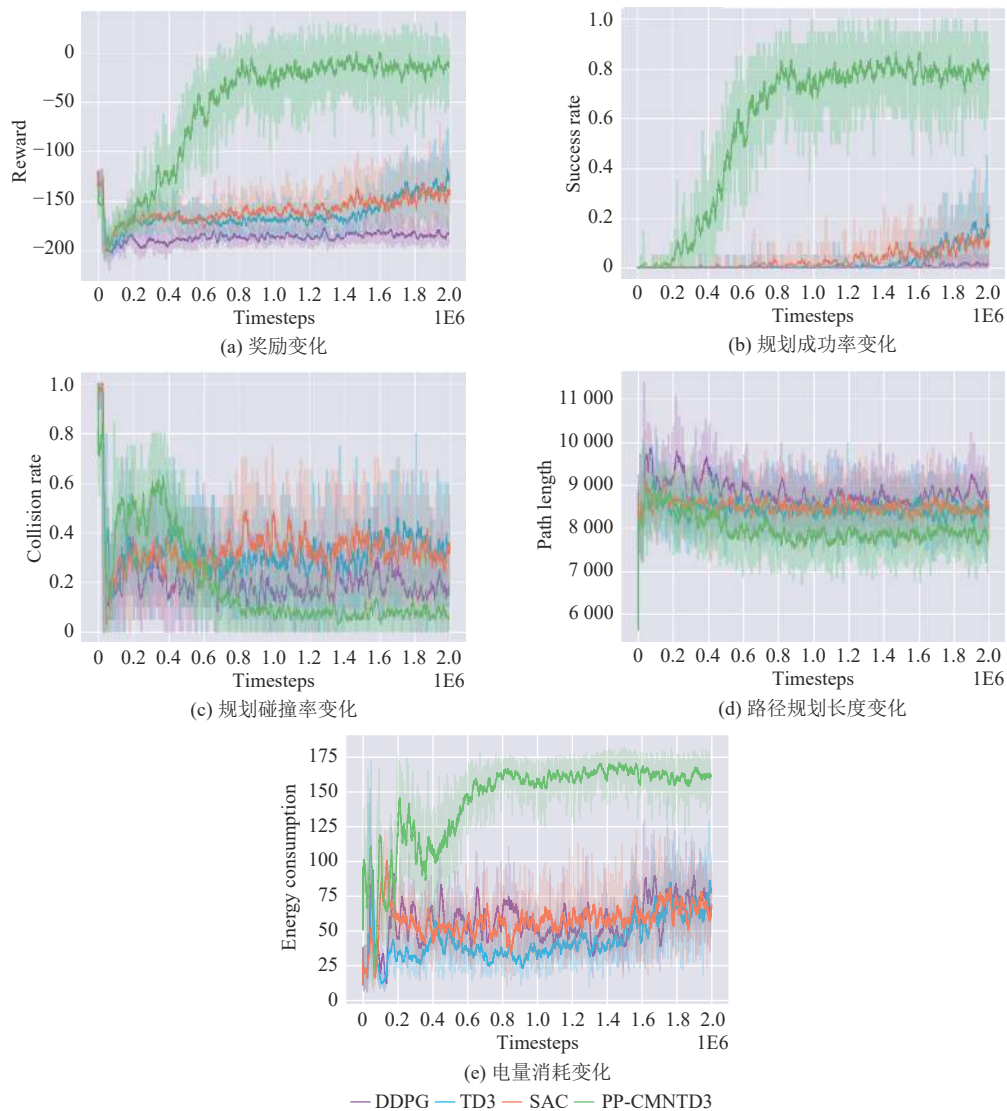 Reward
0
−50
−100
−150
−200
0 0.2 0.4 0.6 0.8 1.0 1.2 1.4 1.6 1.8 2.0
Timesteps 1E6
(a) 奖励变化
Success rate
1.0
0.8
0.6
0.4
0.2
0
0 0.2 0.4 0.6 0.8 1.0 1.2 1.4 1.6 1.8 2.0
Timesteps 1E6
(b) 规划成功率变化
Collision rate
1.0
0.8
0.6
0.4
0.2
0
0 0.2 0.4 0.6 0.8 1.0 1.2 1.4 1.6 1.8 2.0
Timesteps 1E6
(c) 规划碰撞率变化
Path length
11 000
10 000
9 000
8 000
7 000
6 000
0 0.2 0.4 0.6 0.8 1.0 1.2 1.4 1.6 1.8 2.0
Timesteps 1E6
(d) 路径规划长度变化
Energy consumption
175
150
125
100
75
50
25
0
0 0.2 0.4 0.6 0.8 1.0 1.2 1.4 1.6 1.8 2.0
Timesteps 1E6
(e) 电量消耗变化
DDPG TD3 SAC PP-CMNTD3